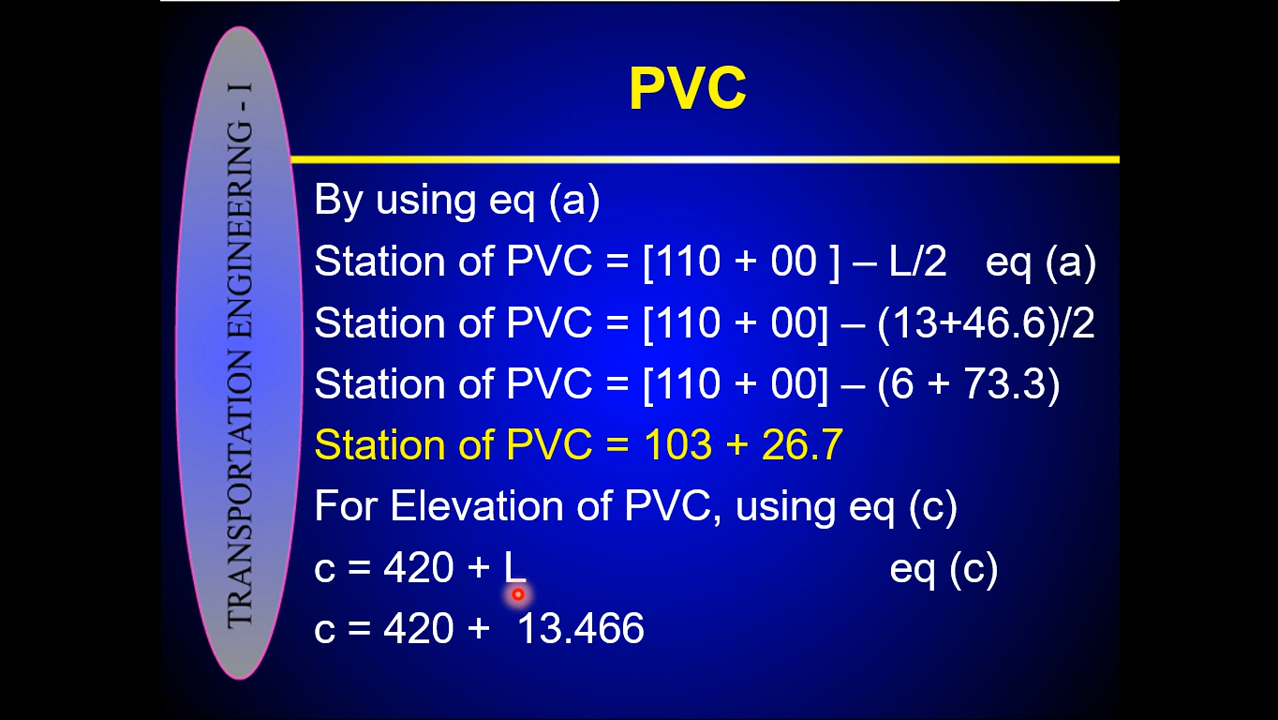 TRANSPORTATION ENGINEERING - I
PVC
By using eq (a)
Station of PVC = [110 + 00 ] – L/2 eq (a)
Station of PVC = [110 + 00] – (13+46.6)/2
Station of PVC = [110 + 00] – (6 + 73.3)
Station of PVC = 103 + 26.7
For Elevation of PVC, using eq (c)
c = 420 + L eq (c)
c = 420 + 13.466